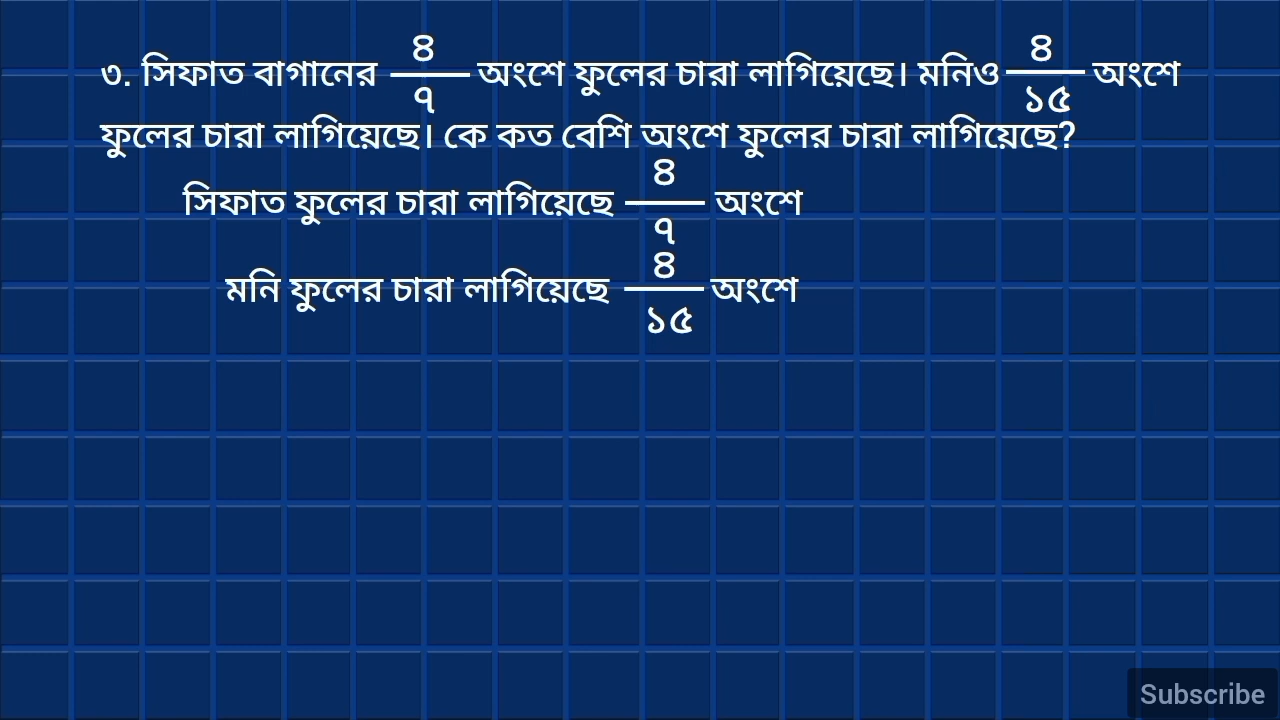 ৩. সিফাত বাগানের ৪/৭ অংশে ফুলের চারা লাগিয়েছে। মনিও ৪/১৫ অংশে
ফুলের চারা লাগিয়েছে। কে কত বেশি অংশে ফুলের চারা লাগিয়েছে?
সিফাত ফুলের চারা লাগিয়েছে ৪/৭ অংশে
মনি ফুলের চারা লাগিয়েছে ৪/১৫ অংশে
Subscribe